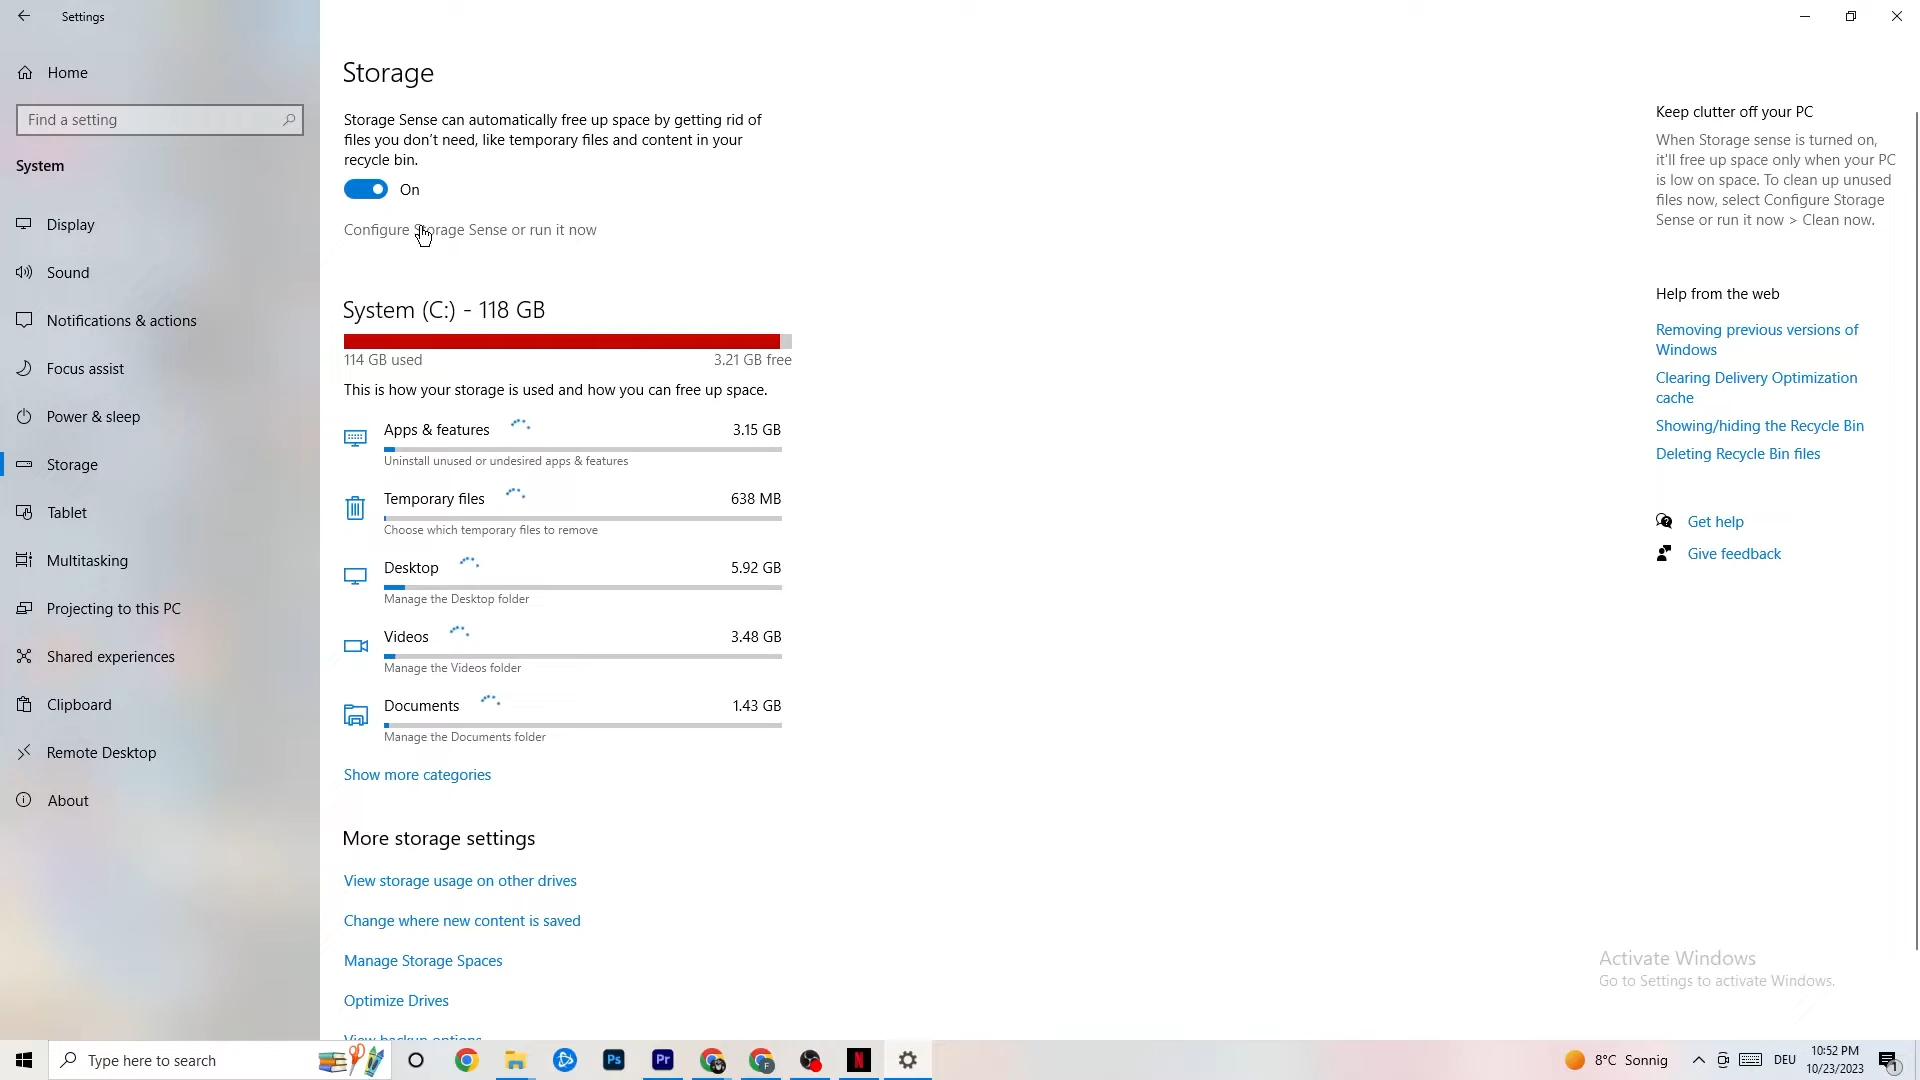 Settings
Home
Find a setting
System
Display
Sound
Notifications & actions
Focus assist
Power & sleep
Storage
Tablet
Multitasking
Projecting to this PC
Shared experiences
Clipboard
Remote Desktop
About
Storage
Storage Sense can automatically free up space by getting rid of
files you don't need, like temporary files and content in your
recycle bin.
On
Configure Storage Sense or run it now
System (C:) - 118 GB
114 GB used 3.21 GB free
This is how your storage is used and how you can free up space.
Apps & features 3.15 GB
Uninstall unused or undesired apps & features
Temporary files 638 MB
Choose which temporary files to remove
Desktop 5.92 GB
Manage the Desktop folder
Videos 3.48 GB
Manage the Videos folder
Documents 1.43 GB
Manage the Documents folder
Show more categories
More storage settings
View storage usage on other drives
Change where new content is saved
Manage Storage Spaces
Optimize Drives
View backup options
Keep clutter off your PC
When Storage sense is turned on,
it'll free up space only when your PC
is low on space. To clean up unused
files now, select Configure Storage
Sense or run it now > Clean now.
Help from the web
Removing previous versions of
Windows
Clearing Delivery Optimization
cache
Showing/hiding the Recycle Bin
Deleting Recycle Bin files
Get help
Give feedback
Activate Windows
Go to Settings to activate Windows.
Type here to search
Ps
Pr
F
N
8°C Sonnig
DEU
10:52 PM
10/23/2023
1